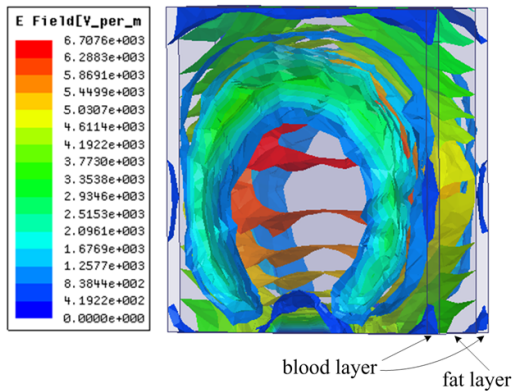 E Field[V_per_m
6.7076e+003
6.2883e+003
5.8691e+003
5.4499e+003
5.0307e+003
4.6114e+003
4.1922e+003
3.7730e+003
3.3538e+003
2.9346e+003
2.5153e+003
2.0961e+003
1.6769e+003
1.2577e+003
8.3844e+002
4.1922e+002
0.0000e+000
blood layer
fat layer